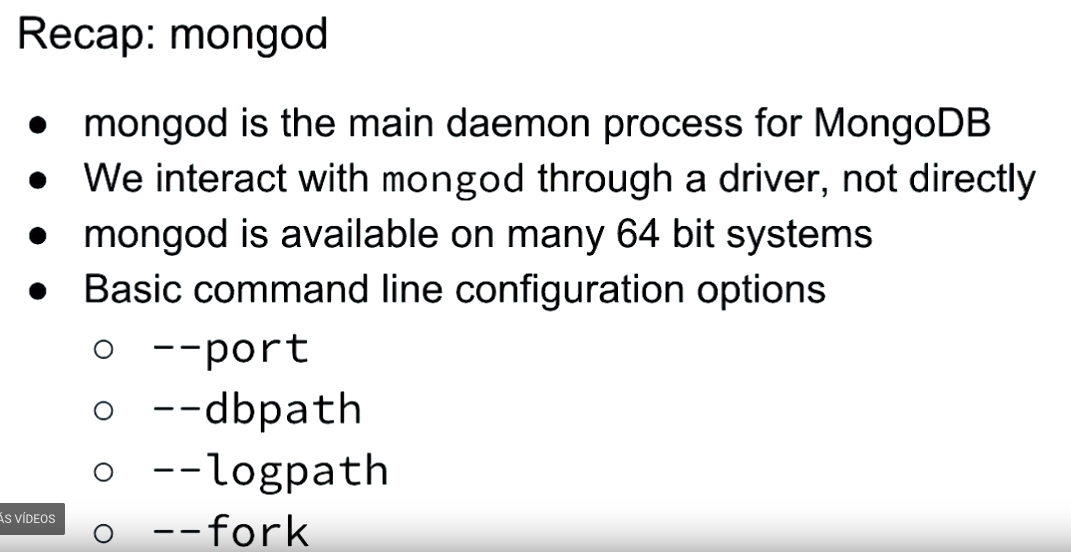 Recap: mongod
● mongod is the main daemon process for MongoDB
● We interact with mongod through a driver, not directly
● mongod is available on many 64 bit systems
● Basic command line configuration options
○ --port
○ --dbpath
○ --logpath
ÁS VÍDEOS
○ --fork